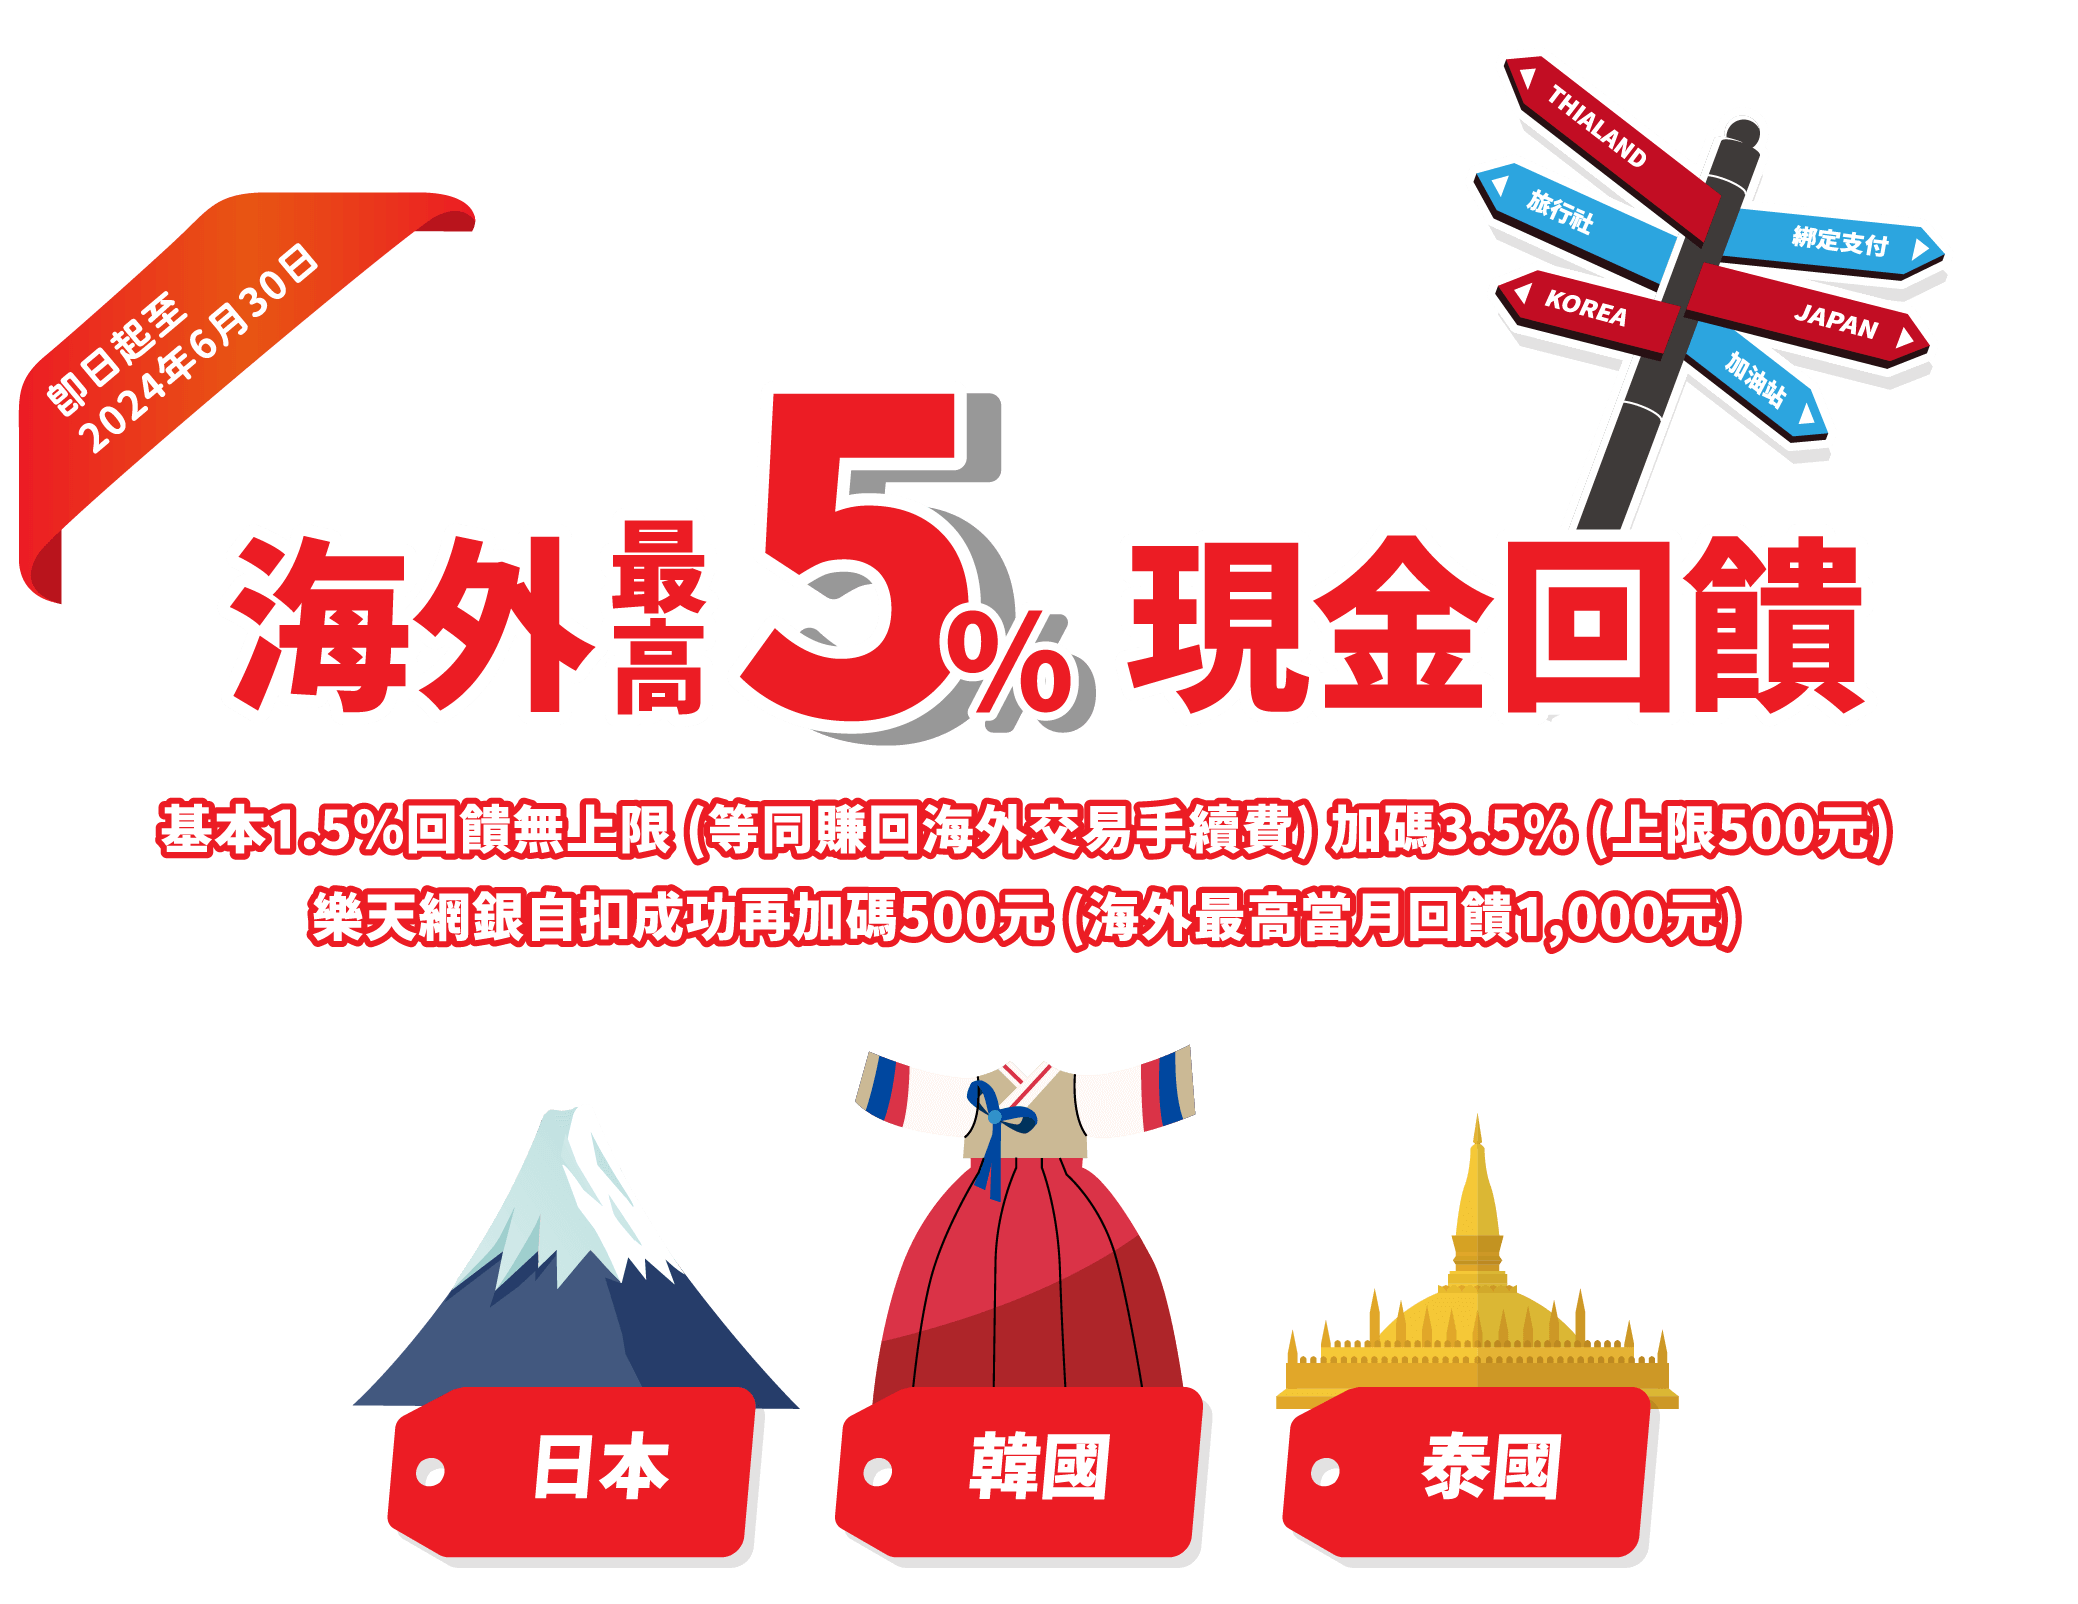 THIALAND
旅行社
綁定支付
KOREA
JAPAN
加油站
即日起至
2024年6月30日
海外最高5%現金回饋
基本1.5%回饋無上限 (等同賺回海外交易手續費) 加碼3.5% (上限500元)
樂天網銀自扣成功再加碼500元 (海外最高當月回饋1,000元)
日本
韓國
泰國